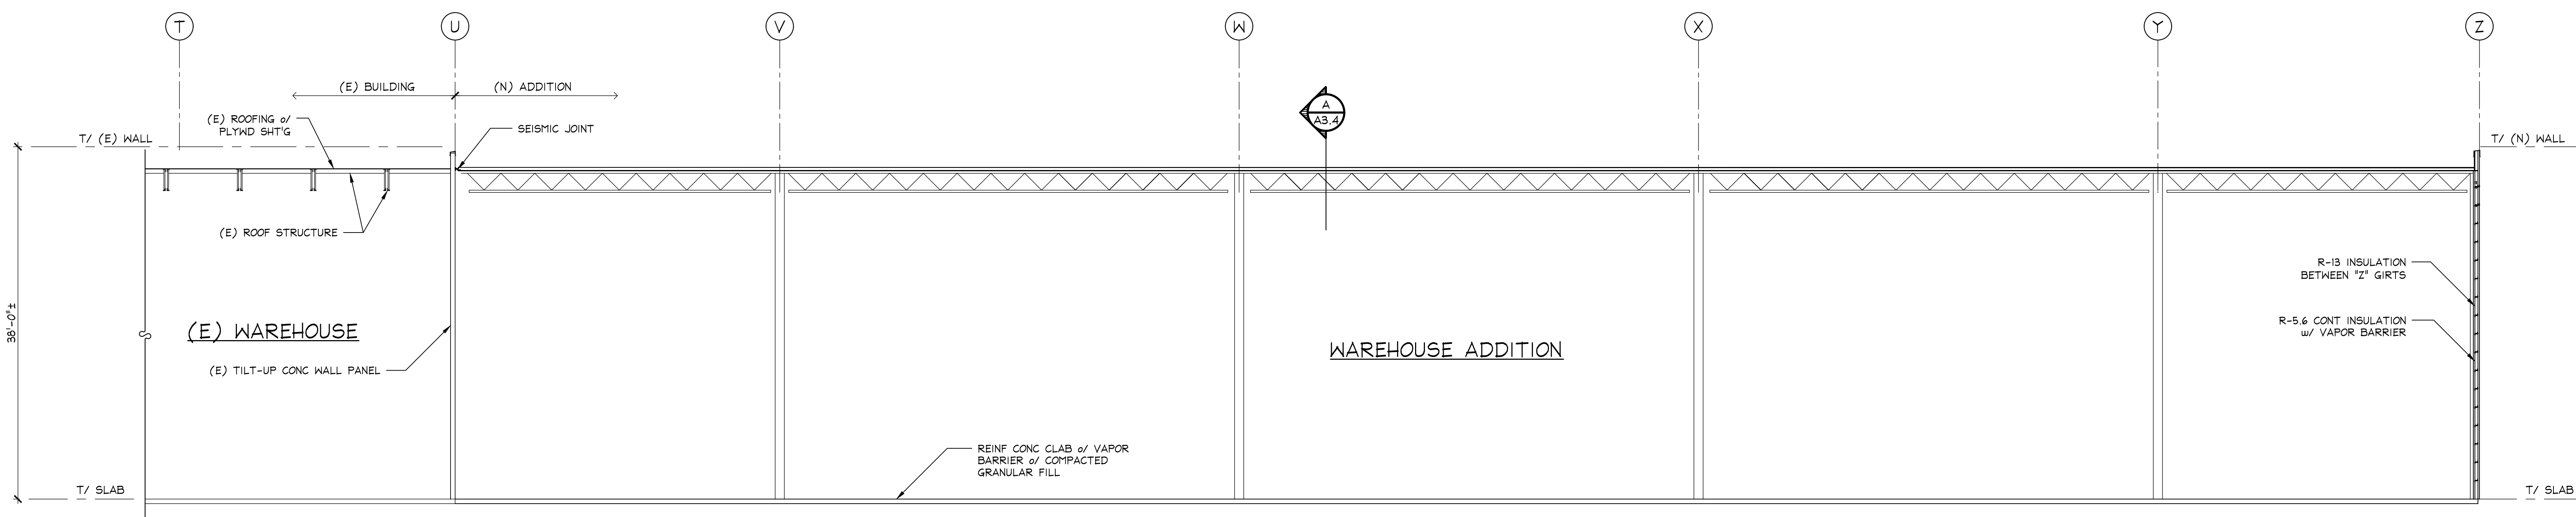 T
U
V
W
X
Y
Z
(E) BUILDING
(N) ADDITION
(E) ROOFING o/
PLYWD SHT'G
SEISMIC JOINT
A
A3.4
T/ (E) WALL
T/ (N) WALL
(E) ROOF STRUCTURE
R-13 INSULATION
BETWEEN "Z" GIRTS
38'-0"±
(E) WAREHOUSE
R-5.6 CONT INSULATION
w/ VAPOR BARRIER
WAREHOUSE ADDITION
(E) TILT-UP CONC WALL PANEL
REINF CONC CLAB o/ VAPOR
BARRIER o/ COMPACTED
GRANULAR FILL
T/ SLAB
T/ SLAB